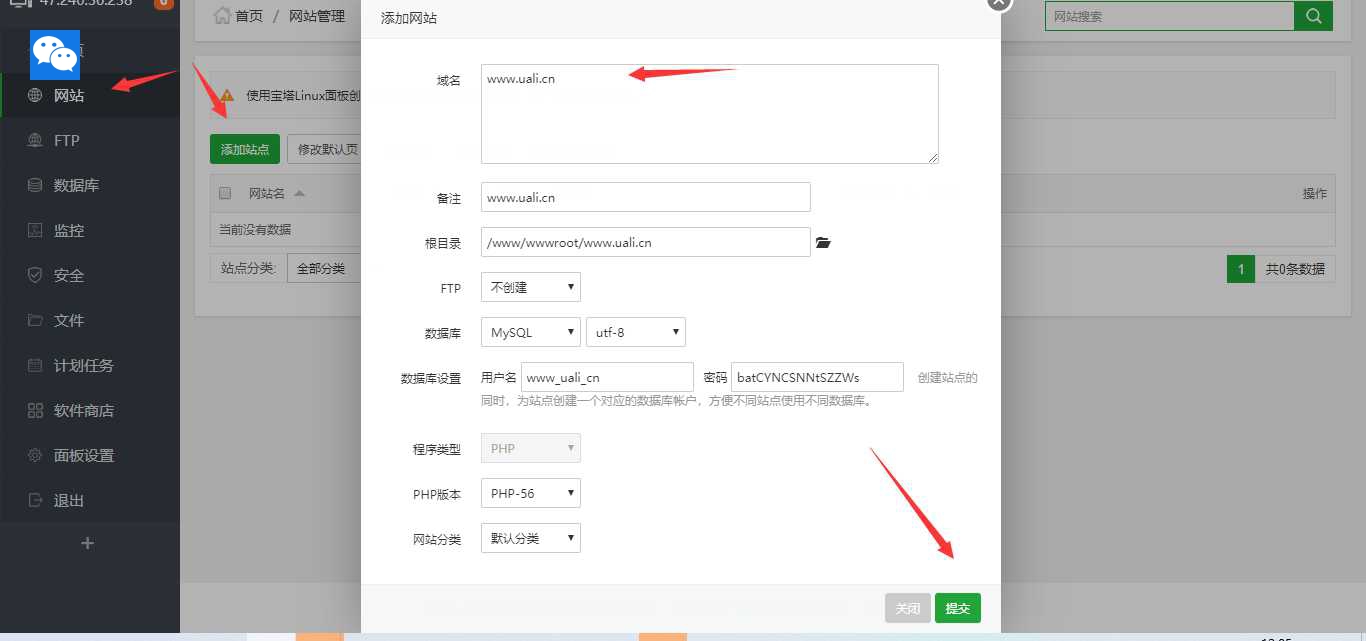 47.240.30.238
0
首页 / 网站管理
网站搜索
网站
FTP
数据库
监控
安全
文件
计划任务
软件商店
面板设置
退出
+
使用宝塔Linux面板创
添加站点
修改默认页
网站名
操作
当前没有数据
站点分类:
全部分类
1
共0条数据
添加网站
域名
www.uali.cn
备注
www.uali.cn
根目录
/www/wwwroot/www.uali.cn
FTP
不创建
数据库
MySQL
utf-8
数据库设置
用户名 www_uali_cn 密码 batCYNCSNNtSZZWs 创建站点的
同时，为站点创建一个对应的数据库帐户，方便不同站点使用不同数据库。
程序类型
PHP
PHP版本
PHP-56
网站分类
默认分类
关闭
提交